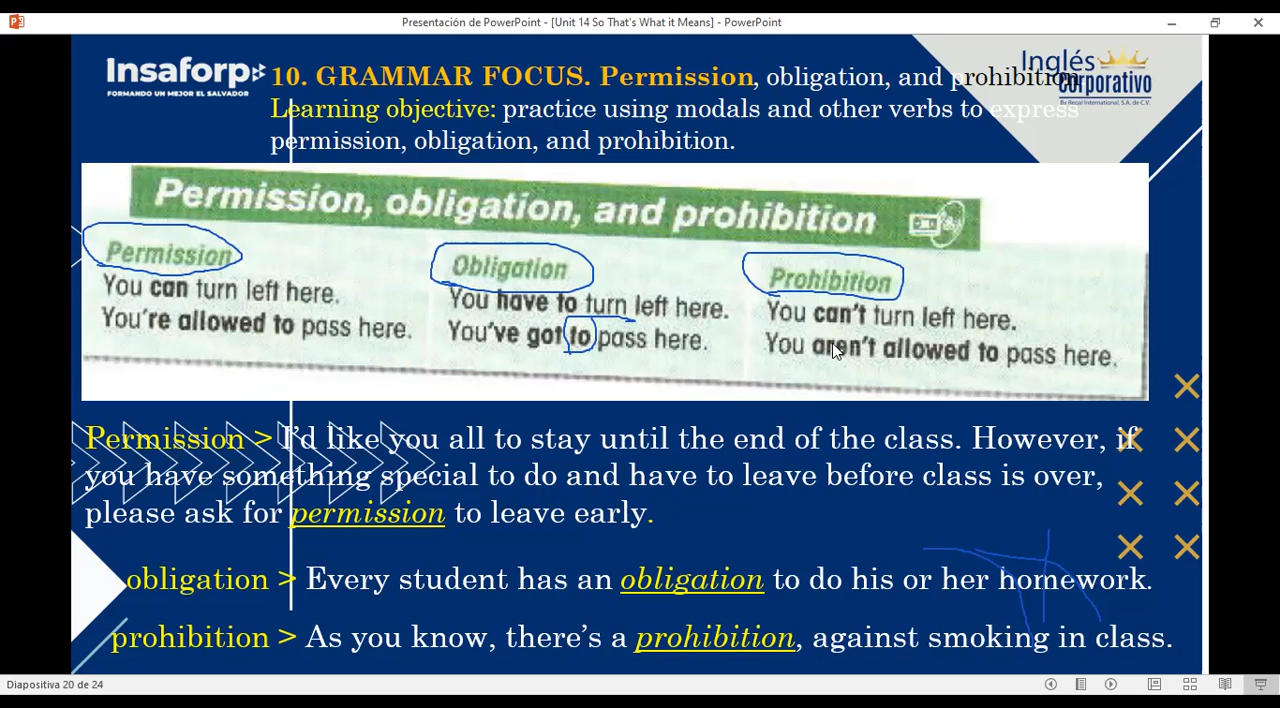 Presentación de PowerPoint - [Unit 14 So That's What it Means] - PowerPoint
Insaforp
FORMANDO UN MEJOR EL SALVADOR
Inglés
corporativo
By Regal International, S.A. de C.V.
10. GRAMMAR FOCUS. Permission, obligation, and prohibition
Learning objective: practice using modals and other verbs to express
permission, obligation, and prohibition.
Permission, obligation, and prohibition
Permission
You can turn left here.
You're allowed to pass here.
Obligation
You have to turn left here.
You've got to pass here.
Prohibition
You can't turn left here.
You aren't allowed to pass here.
Permission > I'd like you all to stay until the end of the class. However, if
you have something special to do and have to leave before class is over,
please ask for permission to leave early.
obligation > Every student has an obligation to do his or her homework.
prohibition > As you know, there's a prohibition, against smoking in class.
Diapositiva 20 de 24